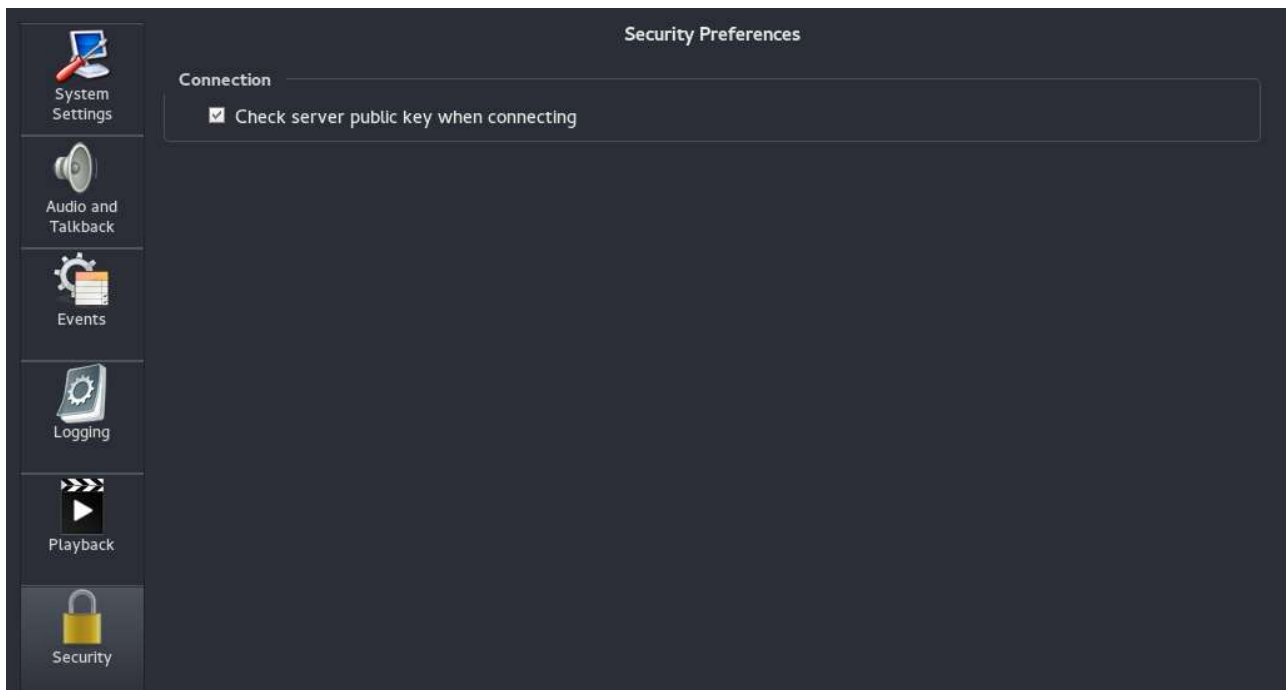 Security Preferences
Connection
Check server public key when connecting
System
Settings
Audio and
Talkback
Events
Logging
Playback
Security